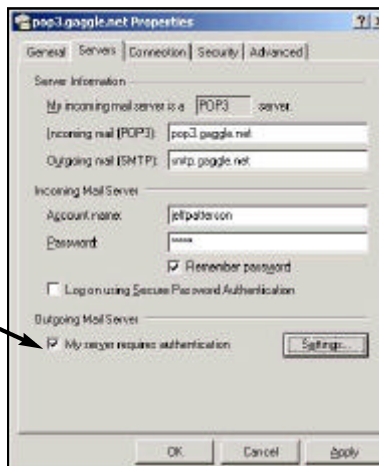 pop3.gaggle.net Properties
General Servers Connection Security Advanced
Server Information
My incoming mail server is a POP3 server.
Incoming mail (POP3): pop3.gaggle.net
Outgoing mail (SMTP): smtp.gaggle.net
Incoming Mail Server
Account name: jeffpatterson
Password: *****
Remember password
Log on using Secure Password Authentication
Outgoing Mail Server
My server requires authentication Settings...
OK Cancel Apply